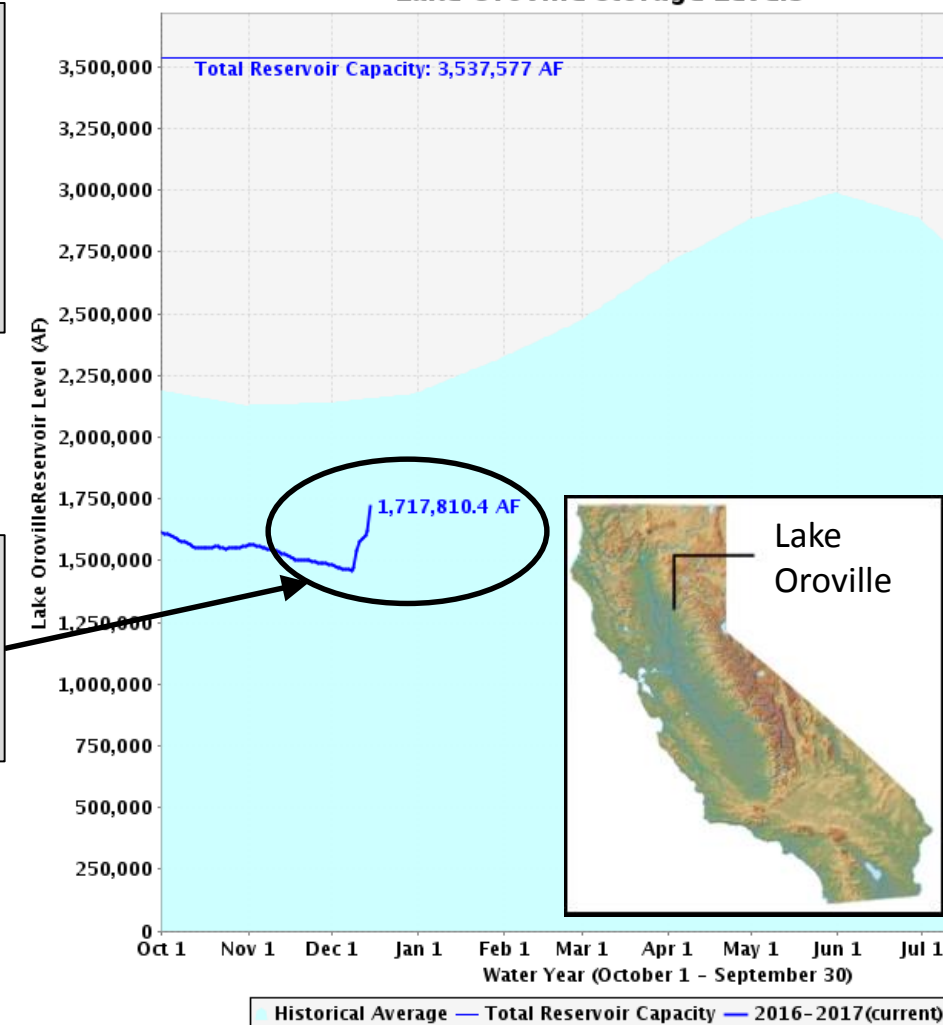 Total Reservoir Capacity: 3,537,577 AF
3,500,000
3,250,000
3,000,000
2,750,000
2,500,000
2,250,000
2,000,000
1,750,000
1,500,000
1,250,000
1,000,000
750,000
500,000
250,000
0
Lake OrovilleReservoir Level (AF)
1,717,810.4 AF
Lake
Oroville
Oct 1 Nov 1 Dec 1 Jan 1 Feb 1 Mar 1 Apr 1 May 1 Jun 1 Jul 1
Water Year (October 1 - September 30)
Historical Average — Total Reservoir Capacity — 2016-2017(current)